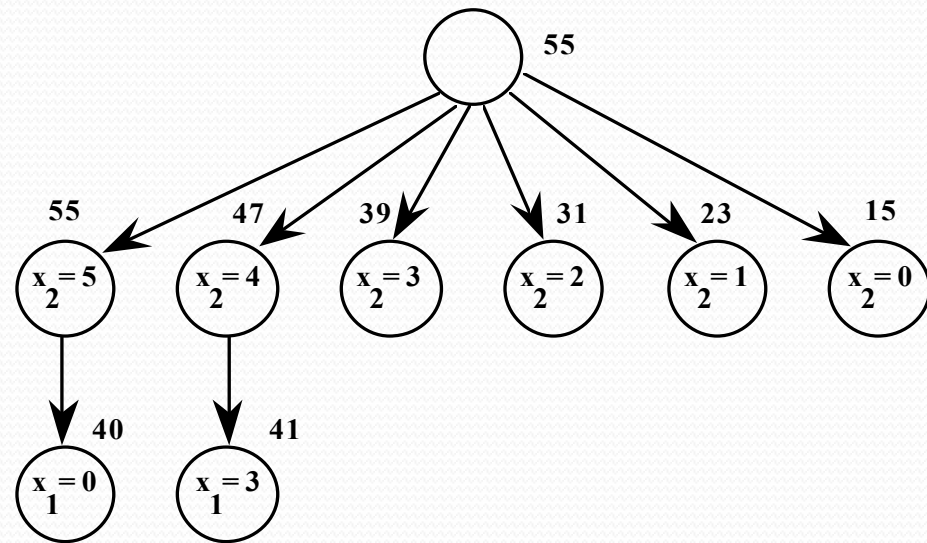 55
55 47 39 31 23 15
x2 = 5 x2 = 4 x2 = 3 x2 = 2 x2 = 1 x2 = 0
40 41
x1 = 0 x1 = 3